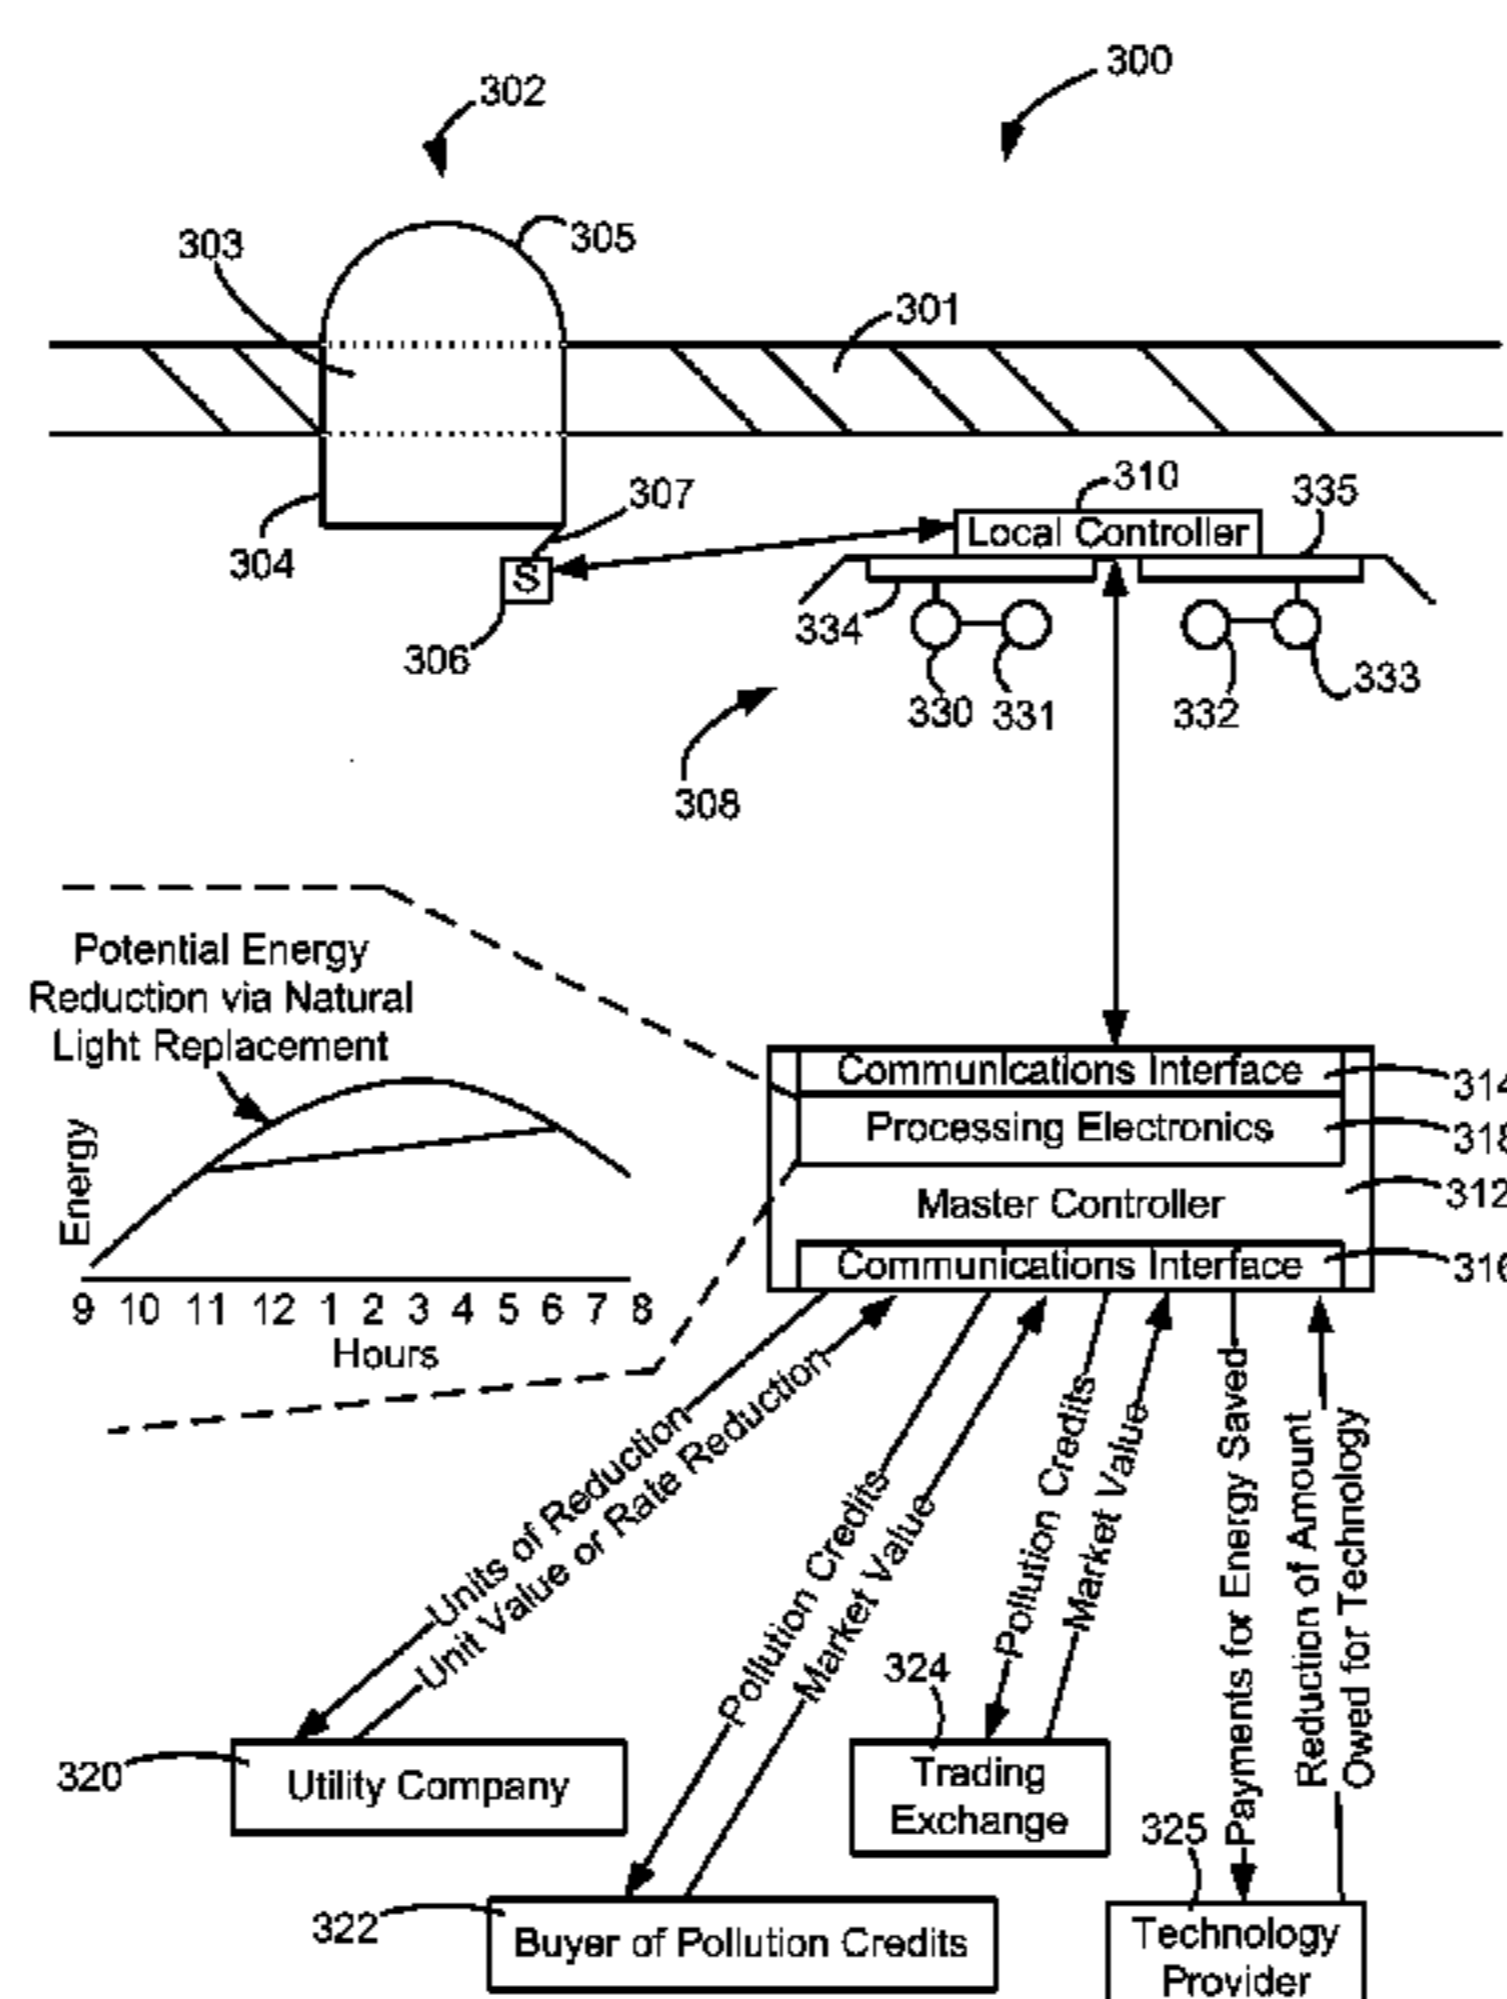 300
302
305
303
301
310
335
307
Local Controller
304
S
334
306
330
331
332
333
308
Potential Energy
Reduction via Natural
Light Replacement
Energy
9 10 11 12 1 2 3 4 5 6 7 8
Hours
Communications Interface
314
Processing Electronics
318
Master Controller
312
Communications Interface
316
Units of Reduction
Unit Value or Rate Reduction
Pollution Credits
Market Value
Pollution Credits
Market Value
Payments for Energy Saved
Reduction of Amount
Owed for Technology
324
320
Utility Company
Trading
Exchange
325
322
Buyer of Pollution Credits
Technology
Provider